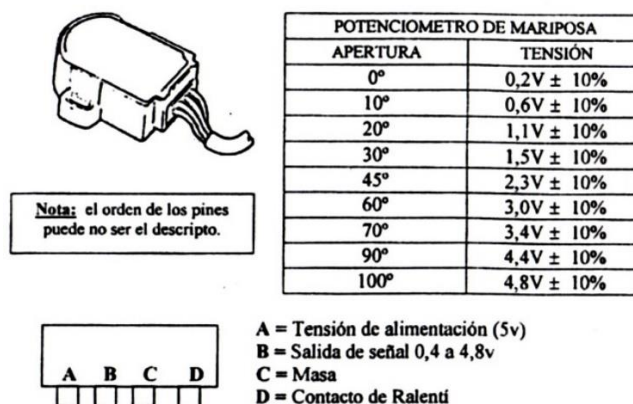 POTENCIOMETRO DE MARIPOSA
APERTURA TENSIÓN
0º 0,2V ± 10%
10º 0,6V ± 10%
20º 1,1V ± 10%
30º 1,5V ± 10%
45º 2,3V ± 10%
60º 3,0V ± 10%
70º 3,4V ± 10%
90º 4,4V ± 10%
100º 4,8V ± 10%
Nota: el orden de los pines
puede no ser el descripto.
A B C D
A = Tensión de alimentación (5v)
B = Salida de señal 0,4 a 4,8v
C = Masa
D = Contacto de Ralentí